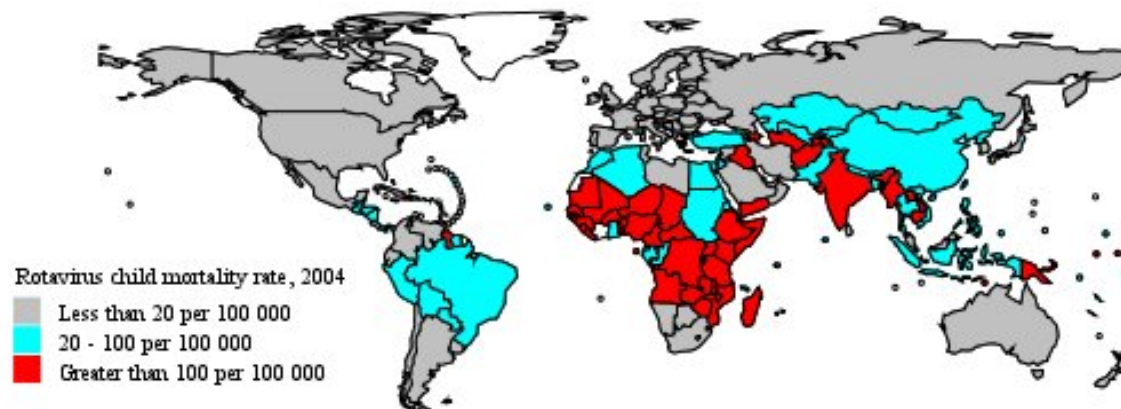 Rotavirus child mortality rate, 2004
Less than 20 per 100 000
20 - 100 per 100 000
Greater than 100 per 100 000